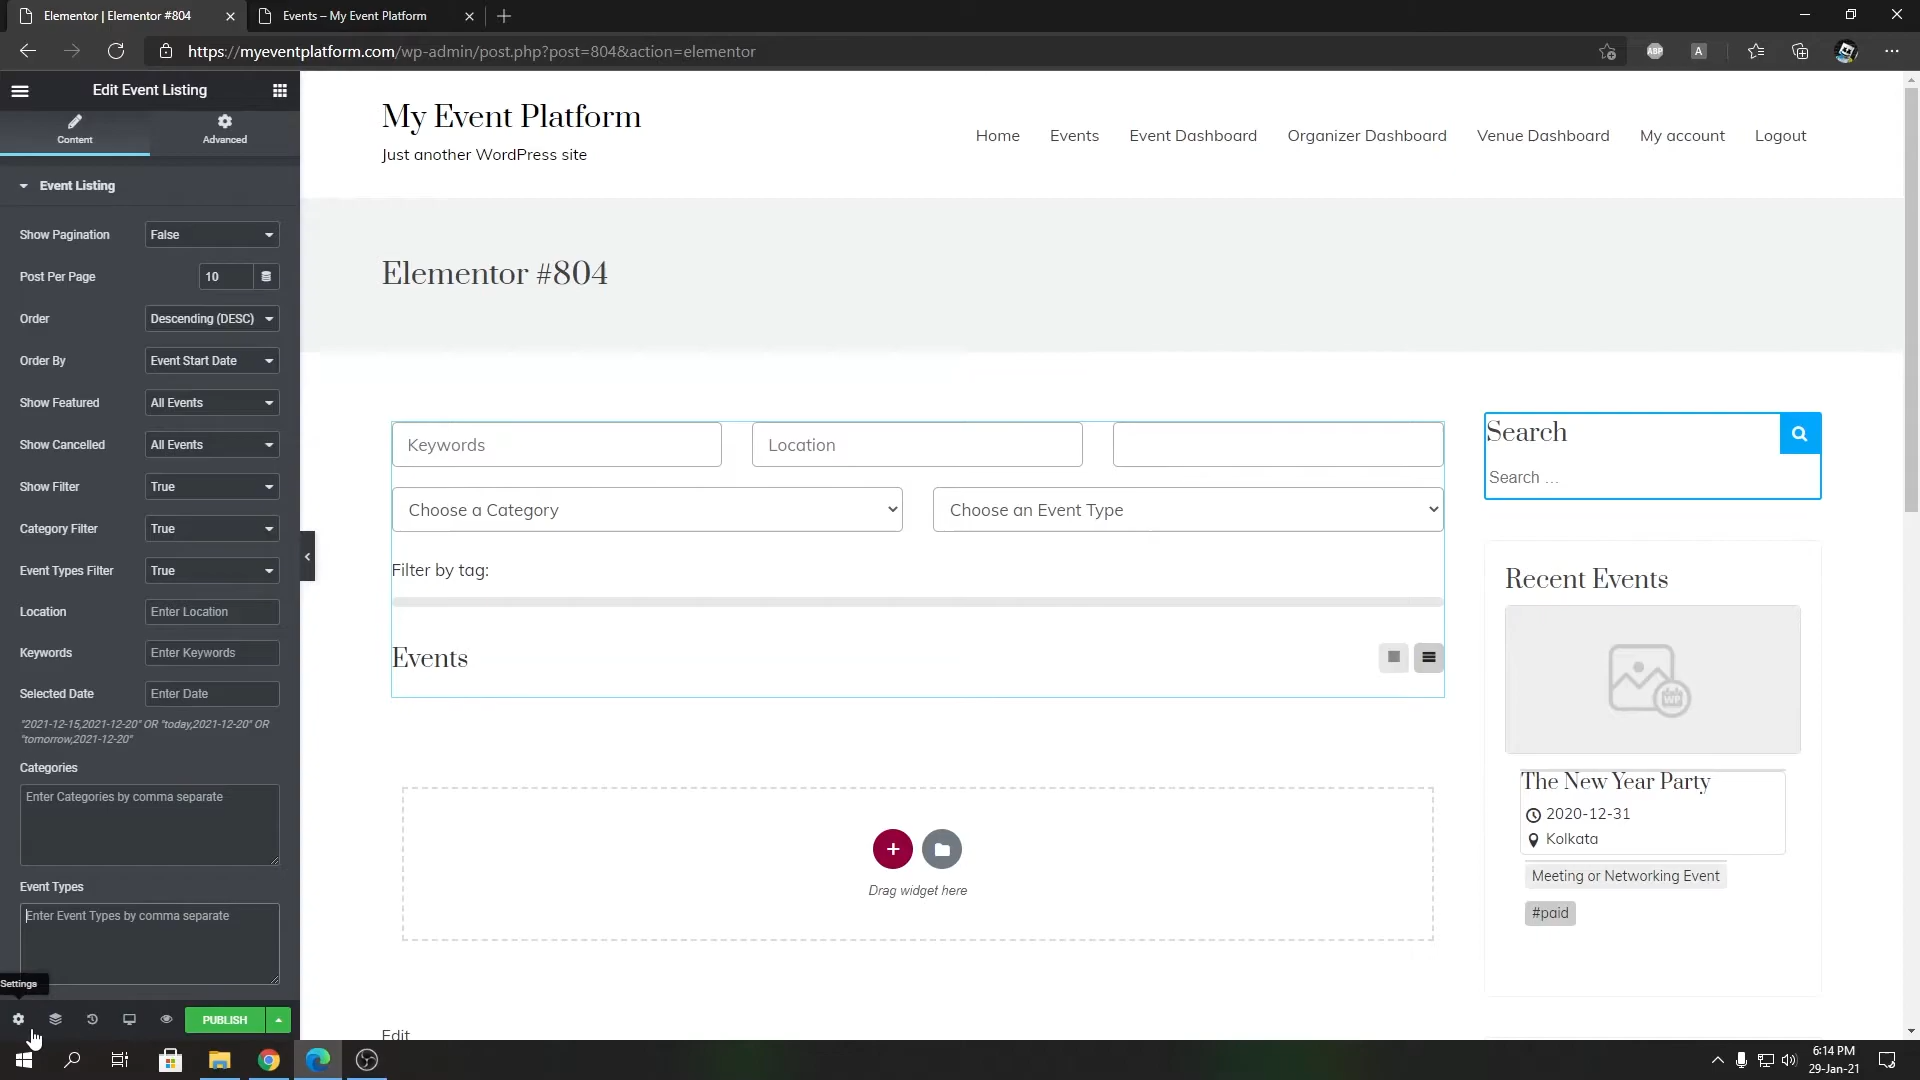 Elementor | Elementor #804
Events – My Event Platform
https://myeventplatform.com/wp-admin/post.php?post=804&action=elementor
ABP
A
Edit Event Listing
Content
Advanced
Event Listing
Show Pagination
False
Post Per Page
10
Order
Descending (DESC)
Order By
Event Start Date
Show Featured
All Events
Show Cancelled
All Events
Show Filter
True
Category Filter
True
Event Types Filter
True
Location
Enter Location
Keywords
Enter Keywords
Selected Date
Enter Date
"2021-12-15,2021-12-20" OR "today,2021-12-20" OR
"tomorrow,2021-12-20"
Categories
Enter Categories by comma separate
Event Types
Enter Event Types by comma separate
Settings
PUBLISH
My Event Platform
Just another WordPress site
Home
Events
Event Dashboard
Organizer Dashboard
Venue Dashboard
My account
Logout
Elementor #804
Keywords
Location
Choose a Category
Choose an Event Type
Filter by tag:
Events
Drag widget here
Edit
Search
Search ...
Recent Events
WP
The New Year Party
2020-12-31
Kolkata
Meeting or Networking Event
#paid
6:14 PM
29-Jan-21